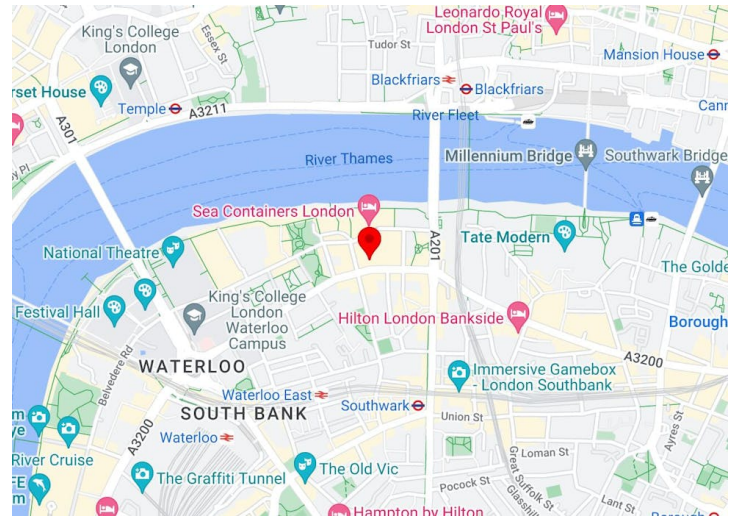 Leonardo Royal
London St Paul's
King's College
London
Essex St
Tudor St
Mansion House
Blackfriars
Blackfriars
rset House
Temple
A3211
Cann
River Fleet
A301
by Pl
River Thames
Millennium Bridge
Southwark Bridge
Sea Containers London
A201
National Theatre
Tate Modern
The Golde
King's College
London
Waterloo
Campus
Festival Hall
Hilton London Bankside
Borough
Belvedere Rd
A3200
WATERLOO
Immersive Gamebox
- London Southbank
Waterloo East
SOUTH BANK
Southwark
Union St
A3200
Waterloo
Ayres St
River Cruise
The Graffiti Tunnel
The Old Vic
Loman St
Great Suffolk St
Pocock St
Glasshill
Lant St
Hampton by Hilton
Borough